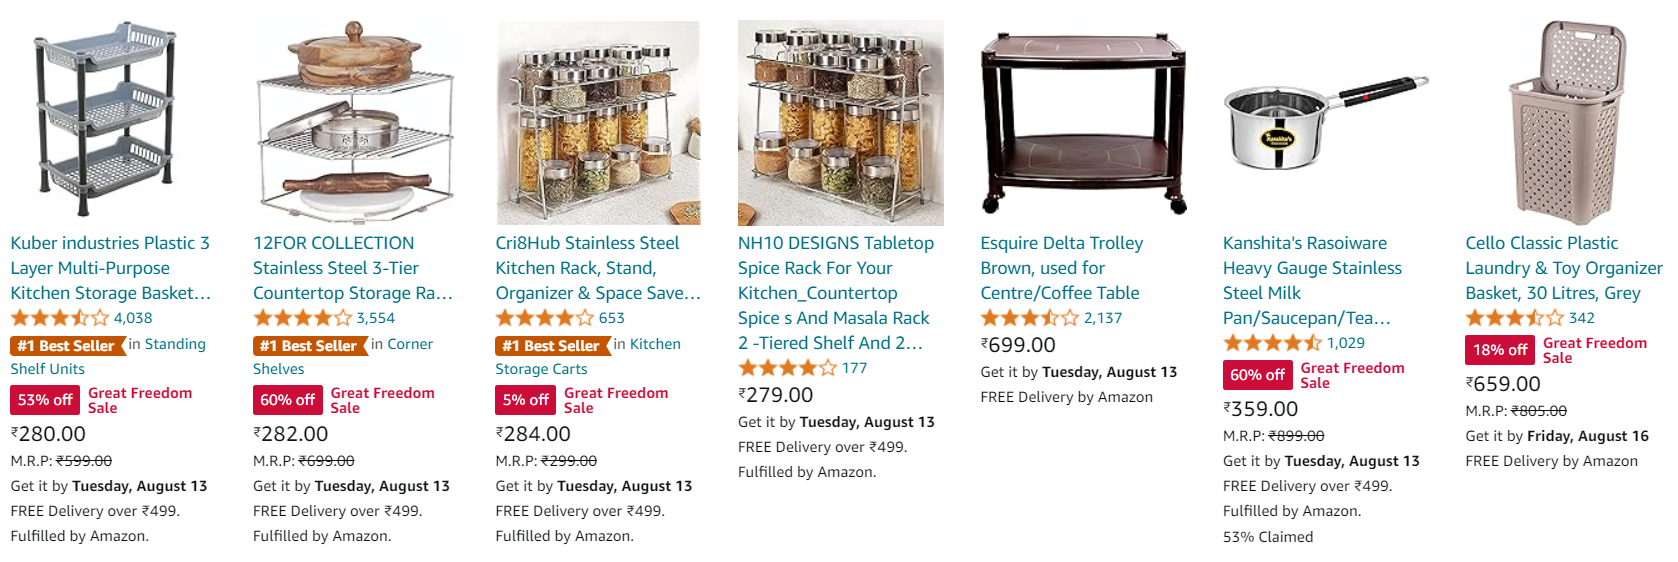 Kuber industries Plastic 3
Layer Multi-Purpose
Kitchen Storage Basket...
4,038
#1 Best Seller in Standing
Shelf Units
53% off Great Freedom
Sale
₹280.00
M.R.P: ₹599.00
Get it by Tuesday, August 13
FREE Delivery over ₹499.
Fulfilled by Amazon.
12FOR COLLECTION
Stainless Steel 3-Tier
Countertop Storage Ra...
3,554
#1 Best Seller in Corner
Shelves
60% off Great Freedom
Sale
₹282.00
M.R.P: ₹699.00
Get it by Tuesday, August 13
FREE Delivery over ₹499.
Fulfilled by Amazon.
Cri8Hub Stainless Steel
Kitchen Rack, Stand,
Organizer & Space Save...
653
#1 Best Seller in Kitchen
Storage Carts
5% off Great Freedom
Sale
₹284.00
M.R.P: ₹299.00
Get it by Tuesday, August 13
FREE Delivery over ₹499.
Fulfilled by Amazon.
NH10 DESIGNS Tabletop
Spice Rack For Your
Kitchen_Countertop
Spice s And Masala Rack
2 -Tiered Shelf And 2...
177
₹279.00
Get it by Tuesday, August 13
FREE Delivery over ₹499.
Fulfilled by Amazon.
Esquire Delta Trolley
Brown, used for
Centre/Coffee Table
2,137
₹699.00
Get it by Tuesday, August 13
FREE Delivery by Amazon
Kanshita's
Kanshita's Rasoiware
Heavy Gauge Stainless
Steel Milk
Pan/Saucepan/Tea...
1,029
60% off Great Freedom
Sale
₹359.00
M.R.P: ₹899.00
Get it by Tuesday, August 13
FREE Delivery over ₹499.
Fulfilled by Amazon.
53% Claimed
Cello Classic Plastic
Laundry & Toy Organizer
Basket, 30 Litres, Grey
342
18% off Great Freedom
Sale
₹659.00
M.R.P: ₹805.00
Get it by Friday, August 16
FREE Delivery by Amazon